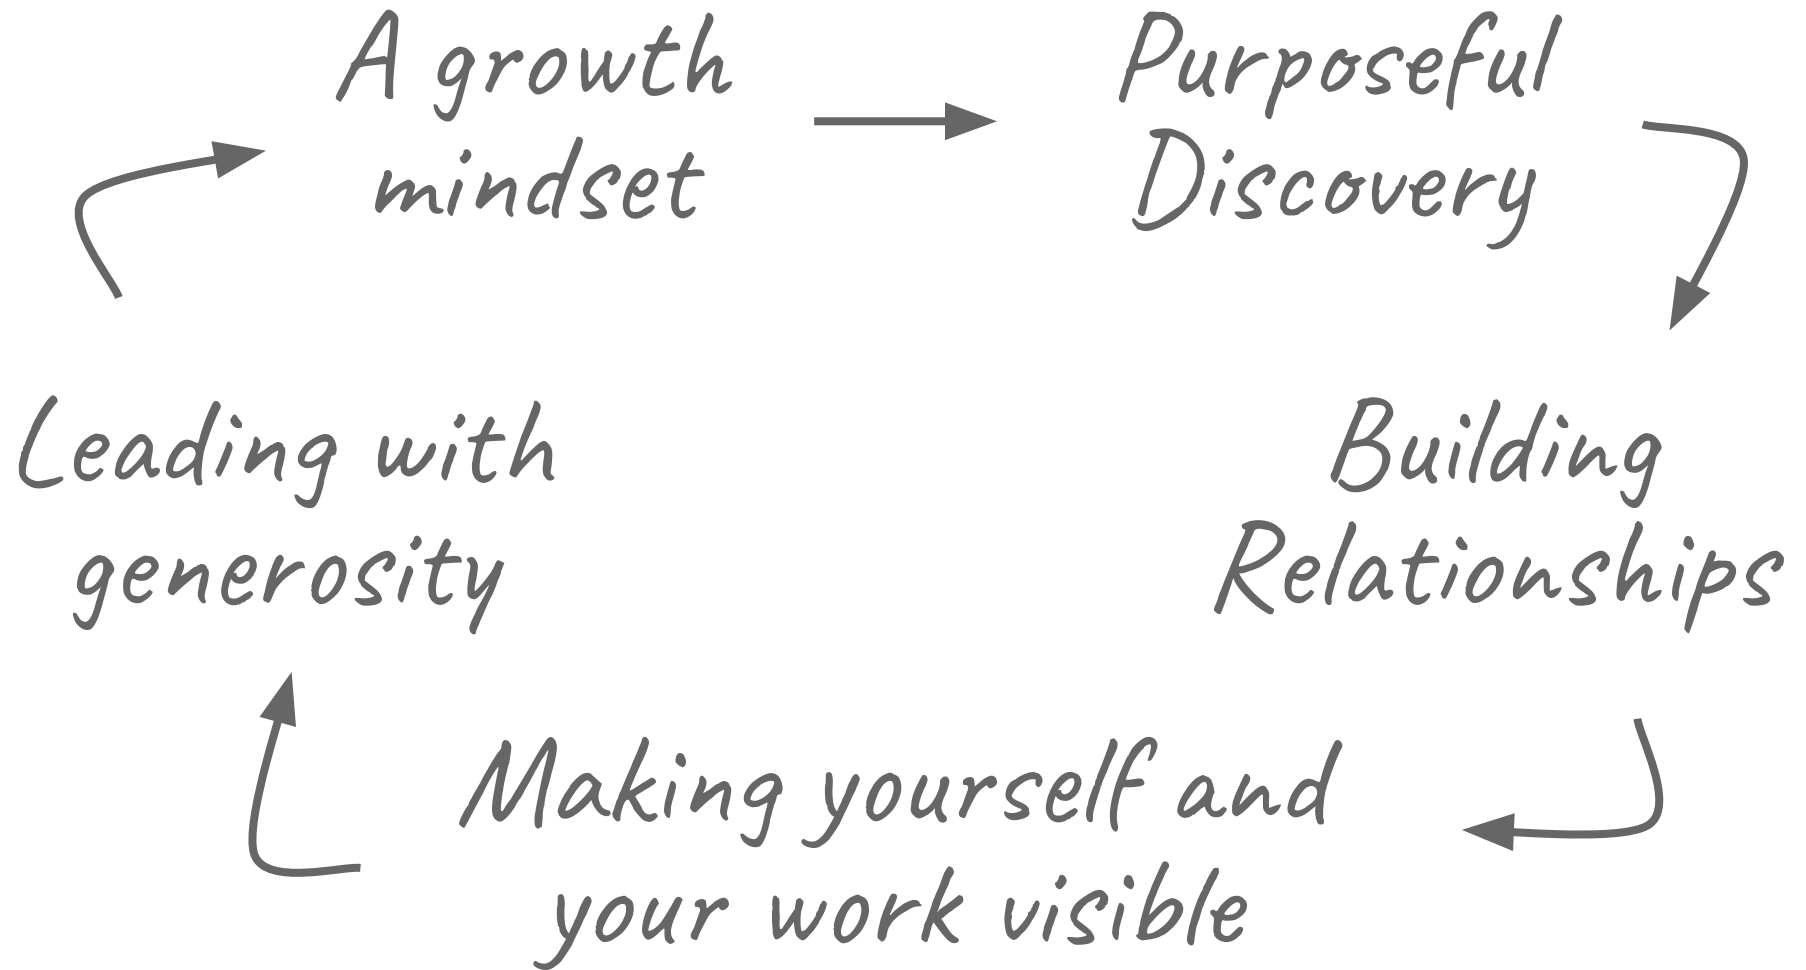 A growth
mindset
Purposeful
Discovery
Building
Relationships
Making yourself and
your work visible
Leading with
generosity